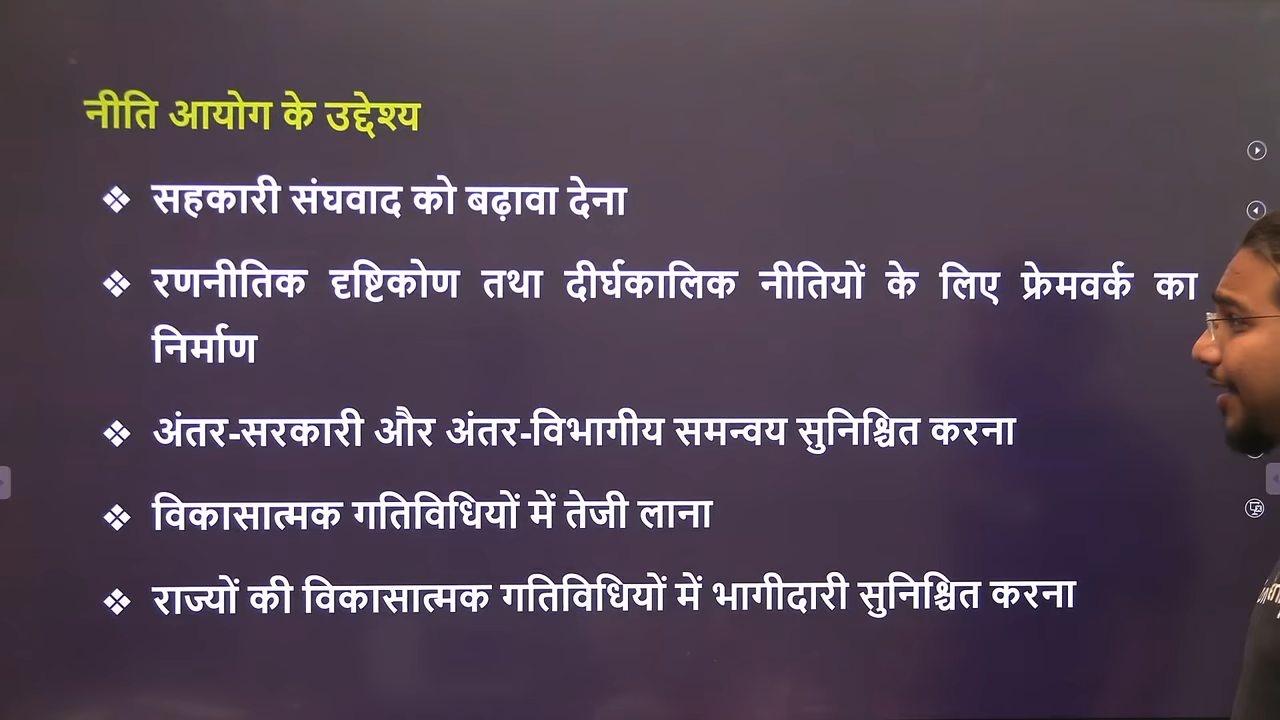 नीति आयोग के उद्देश्य
❖ सहकारी संघवाद को बढ़ावा देना
❖ रणनीतिक दृष्टिकोण तथा दीर्घकालिक नीतियों के लिए फ्रेमवर्क का
निर्माण
❖ अंतर-सरकारी और अंतर-विभागीय समन्वय सुनिश्चित करना
❖ विकासात्मक गतिविधियों में तेजी लाना
❖ राज्यों की विकासात्मक गतिविधियों में भागीदारी सुनिश्चित करना